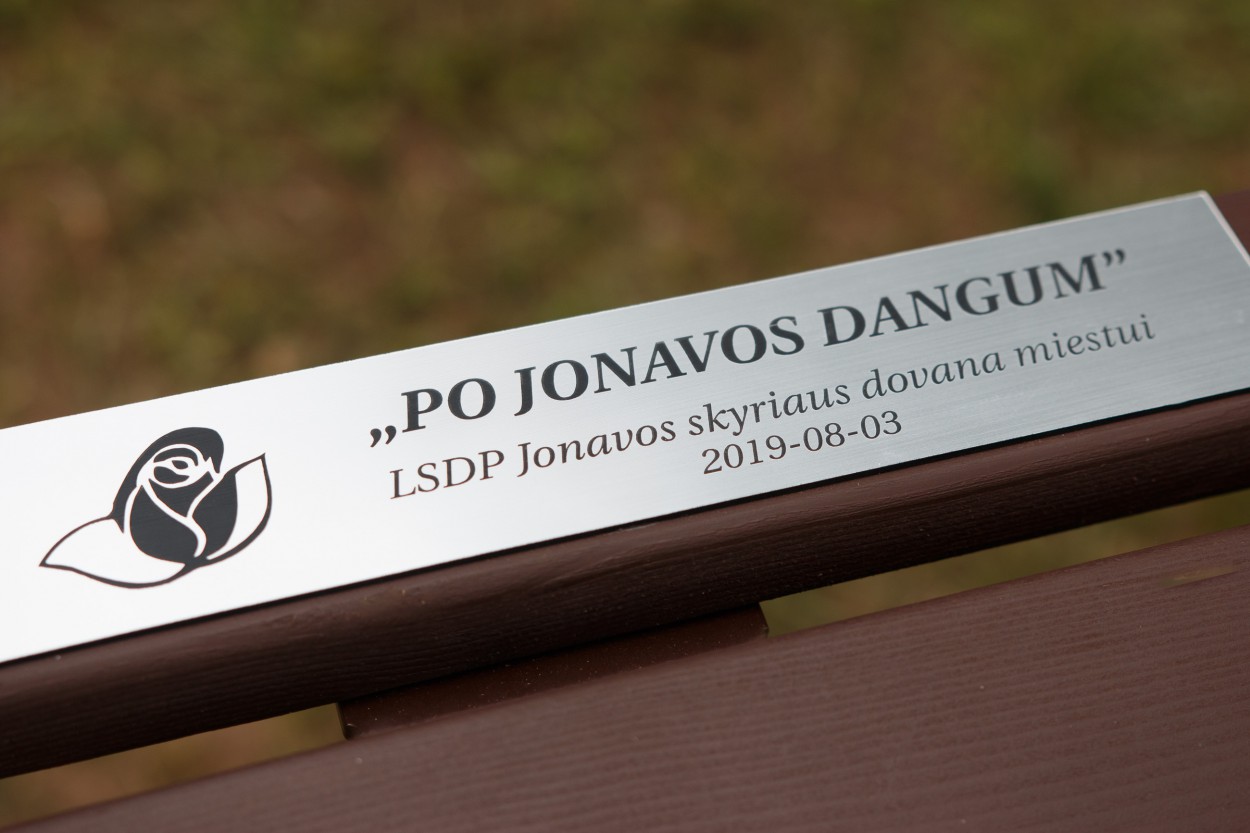 „PO JONAVOS DANGUM”
LSDP Jonavos skyriaus dovana miestui
2019-08-03